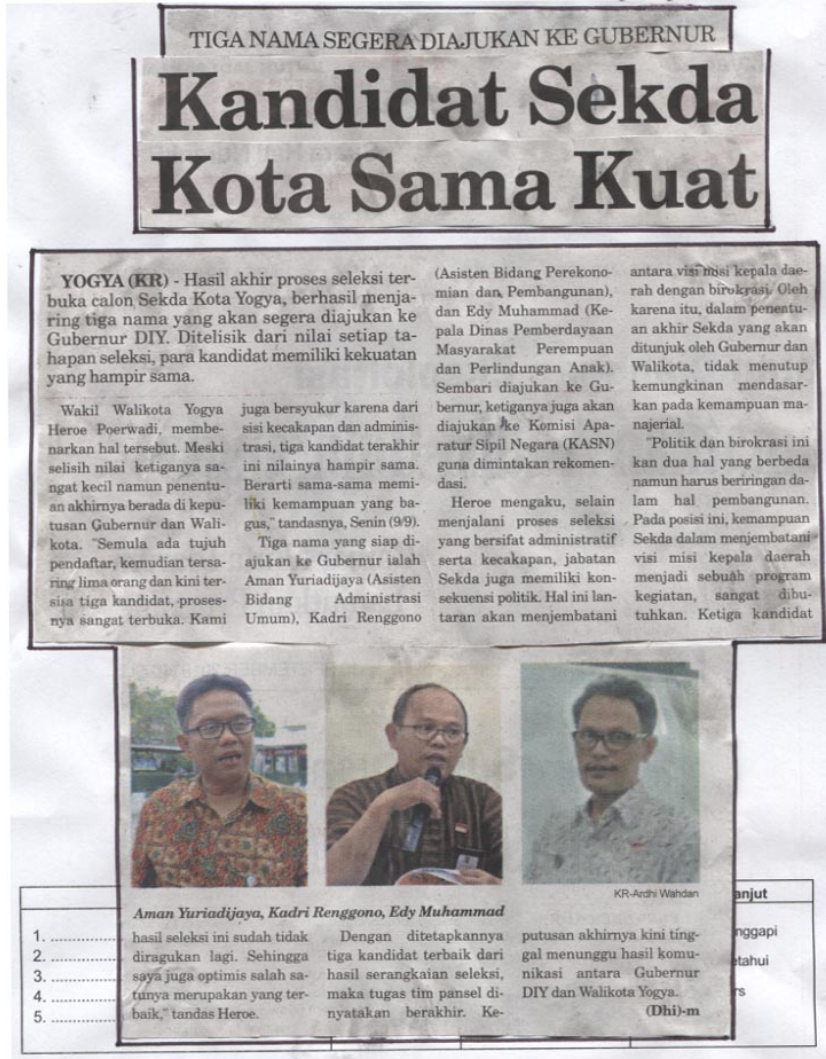 TIGA NAMA SEGERA DIAJUKAN KE GUBERNUR
Kandidat Sekda
Kota Sama Kuat
YOGYA (KR) - Hasil akhir proses seleksi ter-
buka calon Sekda Kota Yogya, berhasil menja-
ring tiga nama yang akan segera diajukan ke
Gubernur DIY. Ditelisik dari nilai setiap ta-
hapan seleksi, para kandidat memiliki kekuatan
yang hampir sama.
Wakil Walikota Yogya
Heroe Poerwadi, membe-
narkan hal tersebut. Meski
selisih nilai ketiganya sa-
ngat kecil namun penentu-
an akhirnya berada di kepu-
tusan Gubernur dan Wali-
kota. "Semula ada tujuh
pendaftar, kemudian tersa-
ring lima orang dan kini ter-
sisa tiga kandidat, proses-
nya sangat terbuka. Kami
juga bersyukur karena dari
sisi kecakapan dan adminis-
trasi, tiga kandidat terakhir
ini nilainya hampir sama.
Berarti sama-sama memi-
liki kemampuan yang ba-
gus," tandasnya, Senin (9/9).
Tiga nama yang siap di-
ajukan ke Gubernur ialah
Aman Yuriadijaya (Asisten
Bidang Administrasi
Umum), Kadri Renggono
(Asisten Bidang Perekono-
mian dan Pembangunan),
dan Edy Muhammad (Ke-
pala Dinas Pemberdayaan
Masyarakat Perempuan
dan Perlindungan Anak).
Sembari diajukan ke Gu-
bernur, ketiganya juga akan
diajukan ke Komisi Apa-
ratur Sipil Negara (KASN)
guna dimintakan rekomen-
dasi.
Heroe mengaku, selain
menjalani proses seleksi
yang bersifat administratif
serta kecakapan, jabatan
Sekda juga memiliki kon-
sekuensi politik. Hal ini lan-
taran akan menjembatani
antara visi misi kepala dae-
rah dengan birokrasi. Oleh
karena itu, dalam penentu-
an akhir Sekda yang akan
ditunjuk oleh Gubernur dan
Walikota, tidak menutup
kemungkinan mendasar-
kan pada kemampuan ma-
najerial.
"Politik dan birokrasi ini
kan dua hal yang berbeda
namun harus beriringan da-
lam hal pembangunan.
Pada posisi ini, kemampuan
Sekda dalam menjembatani
visi misi kepala daerah
menjadi sebuah program
kegiatan, sangat dibu-
tuhkan. Ketiga kandidat
KR-Ardhi Wahdan
Aman Yuriadijaya, Kadri Renggono, Edy Muhammad
hasil seleksi ini sudah tidak
diragukan lagi. Sehingga
saya juga optimis salah sa-
tunya merupakan yang ter-
baik," tandas Heroe.
Dengan ditetapkannya
tiga kandidat terbaik dari
hasil serangkaian seleksi,
maka tugas tim pansel di-
nyatakan berakhir. Ke-
putusan akhirnya kini ting-
gal menunggu hasil komu-
nikasi antara Gubernur
DIY dan Walikota Yogya.
(Dhi)-m
1. ................
2. ................
3. ................
4. ................
5. ................
anjut
nggapi
etahui
rs